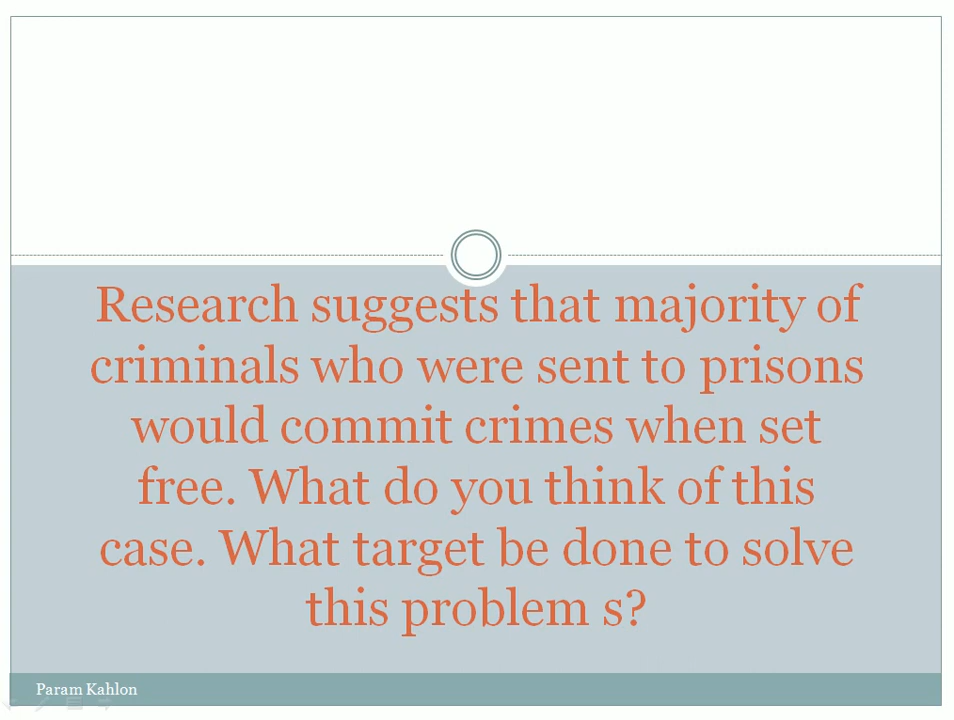 Research suggests that majority of
criminals who were sent to prisons
would commit crimes when set
free. What do you think of this
case. What target be done to solve
this problem s?
Param Kahlon